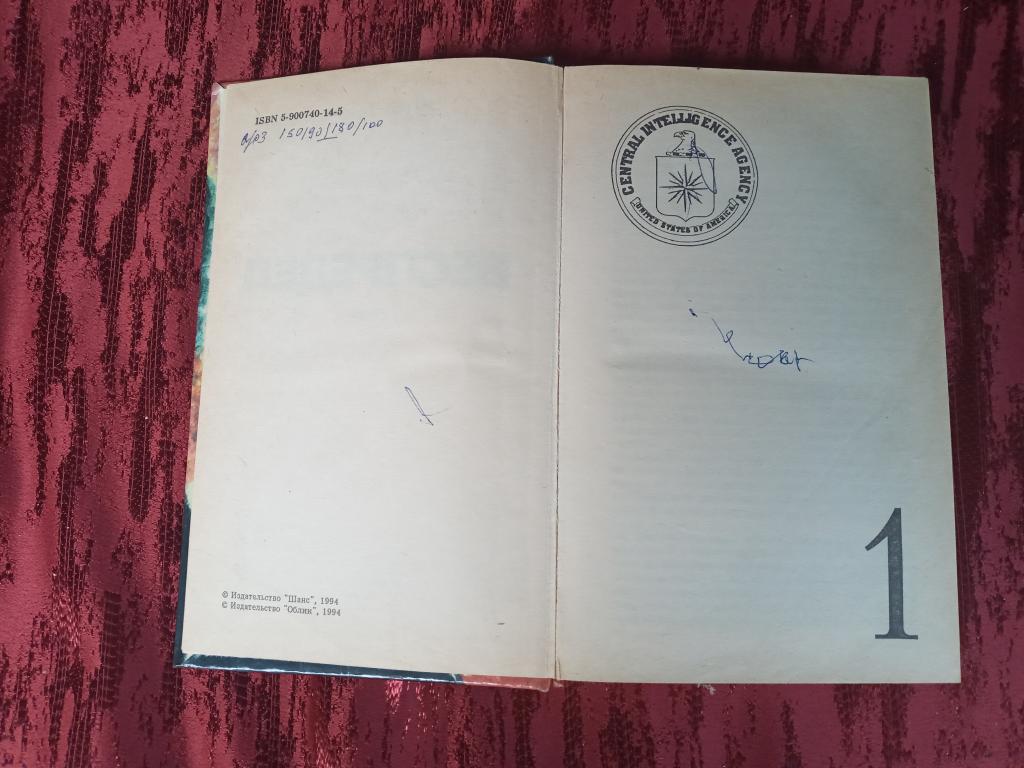 ISBN 5-900740-14-5
150/90 180/100
© Издательство "Шанс", 1994
© Издательство "Облик", 1994
CENTRAL INTELLIGENCE AGENCY
UNITED STATES OF AMERICA
1